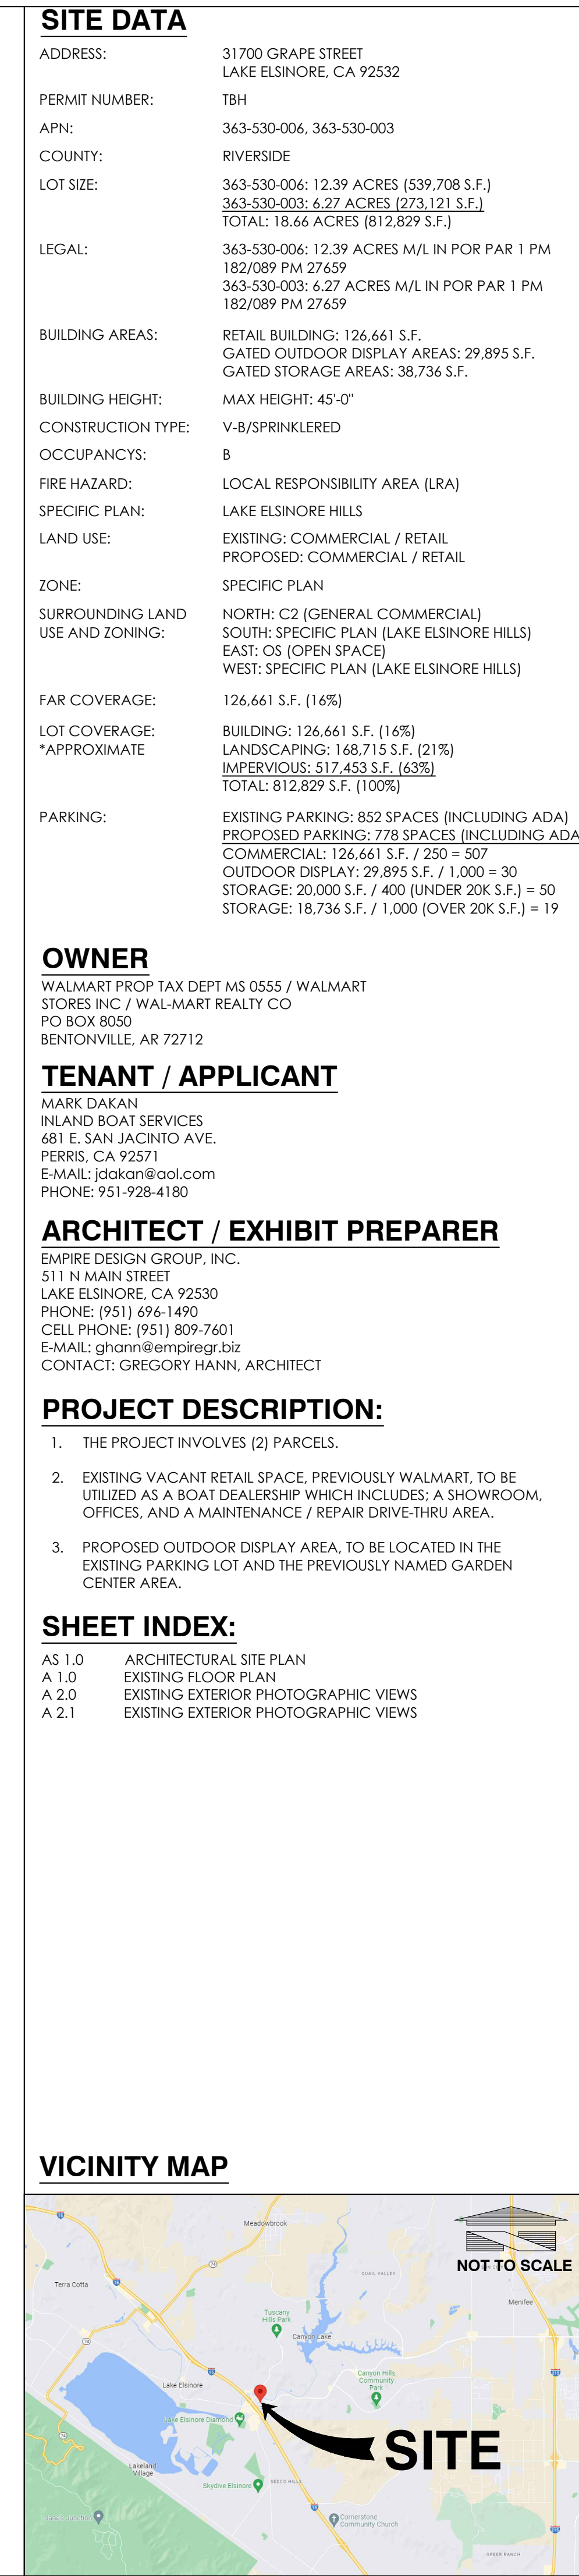 SITE DATA
ADDRESS: 31700 GRAPE STREET
LAKE ELSINORE, CA 92532
PERMIT NUMBER: TBH
APN: 363-530-006, 363-530-003
COUNTY: RIVERSIDE
LOT SIZE: 363-530-006: 12.39 ACRES (539,708 S.F.)
363-530-003: 6.27 ACRES (273,121 S.F.)
TOTAL: 18.66 ACRES (812,829 S.F.)
LEGAL: 363-530-006: 12.39 ACRES M/L IN POR PAR 1 PM
182/089 PM 27659
363-530-003: 6.27 ACRES M/L IN POR PAR 1 PM
182/089 PM 27659
BUILDING AREAS: RETAIL BUILDING: 126,661 S.F.
GATED OUTDOOR DISPLAY AREAS: 29,895 S.F.
GATED STORAGE AREAS: 38,736 S.F.
BUILDING HEIGHT: MAX HEIGHT: 45'-0"
CONSTRUCTION TYPE: V-B/SPRINKLERED
OCCUPANCYS: B
FIRE HAZARD: LOCAL RESPONSIBILITY AREA (LRA)
SPECIFIC PLAN: LAKE ELSINORE HILLS
LAND USE: EXISTING: COMMERCIAL / RETAIL
PROPOSED: COMMERCIAL / RETAIL
ZONE: SPECIFIC PLAN
SURROUNDING LAND NORTH: C2 (GENERAL COMMERCIAL)
USE AND ZONING: SOUTH: SPECIFIC PLAN (LAKE ELSINORE HILLS)
EAST: OS (OPEN SPACE)
WEST: SPECIFIC PLAN (LAKE ELSINORE HILLS)
FAR COVERAGE: 126,661 S.F. (16%)
LOT COVERAGE: BUILDING: 126,661 S.F. (16%)
*APPROXIMATE LANDSCAPING: 168,715 S.F. (21%)
IMPERVIOUS: 517,453 S.F. (63%)
TOTAL: 812,829 S.F. (100%)
PARKING: EXISTING PARKING: 852 SPACES (INCLUDING ADA)
PROPOSED PARKING: 778 SPACES (INCLUDING ADA
COMMERCIAL: 126,661 S.F. / 250 = 507
OUTDOOR DISPLAY: 29,895 S.F. / 1,000 = 30
STORAGE: 20,000 S.F. / 400 (UNDER 20K S.F.) = 50
STORAGE: 18,736 S.F. / 1,000 (OVER 20K S.F.) = 19
OWNER
WALMART PROP TAX DEPT MS 0555 / WALMART
STORES INC / WAL-MART REALTY CO
PO BOX 8050
BENTONVILLE, AR 72712
TENANT / APPLICANT
MARK DAKAN
INLAND BOAT SERVICES
681 E. SAN JACINTO AVE.
PERRIS, CA 92571
E-MAIL: jdakan@aol.com
PHONE: 951-928-4180
ARCHITECT / EXHIBIT PREPARER
EMPIRE DESIGN GROUP, INC.
511 N MAIN STREET
LAKE ELSINORE, CA 92530
PHONE: (951) 696-1490
CELL PHONE: (951) 809-7601
E-MAIL: ghann@empiregr.biz
CONTACT: GREGORY HANN, ARCHITECT
PROJECT DESCRIPTION:
1. THE PROJECT INVOLVES (2) PARCELS.
2. EXISTING VACANT RETAIL SPACE, PREVIOUSLY WALMART, TO BE
UTILIZED AS A BOAT DEALERSHIP WHICH INCLUDES; A SHOWROOM,
OFFICES, AND A MAINTENANCE / REPAIR DRIVE-THRU AREA.
3. PROPOSED OUTDOOR DISPLAY AREA, TO BE LOCATED IN THE
EXISTING PARKING LOT AND THE PREVIOUSLY NAMED GARDEN
CENTER AREA.
SHEET INDEX:
AS 1.0 ARCHITECTURAL SITE PLAN
A 1.0 EXISTING FLOOR PLAN
A 2.0 EXISTING EXTERIOR PHOTOGRAPHIC VIEWS
A 2.1 EXISTING EXTERIOR PHOTOGRAPHIC VIEWS
VICINITY MAP
Meadowbrook
NOT TO SCALE
QUAIL VALLEY
Terra Cotta
74
15
Menifee
Tuscany
Hills Park
Canyon Lake
74
Canyon Hills
Community
Park
Lake Elsinore
Lake Elsinore Diamond
SITE
Lakeland
Village
Skydive Elsinore
SEDCO HILLS
Cornerstone
Community Church
GREER RANCH